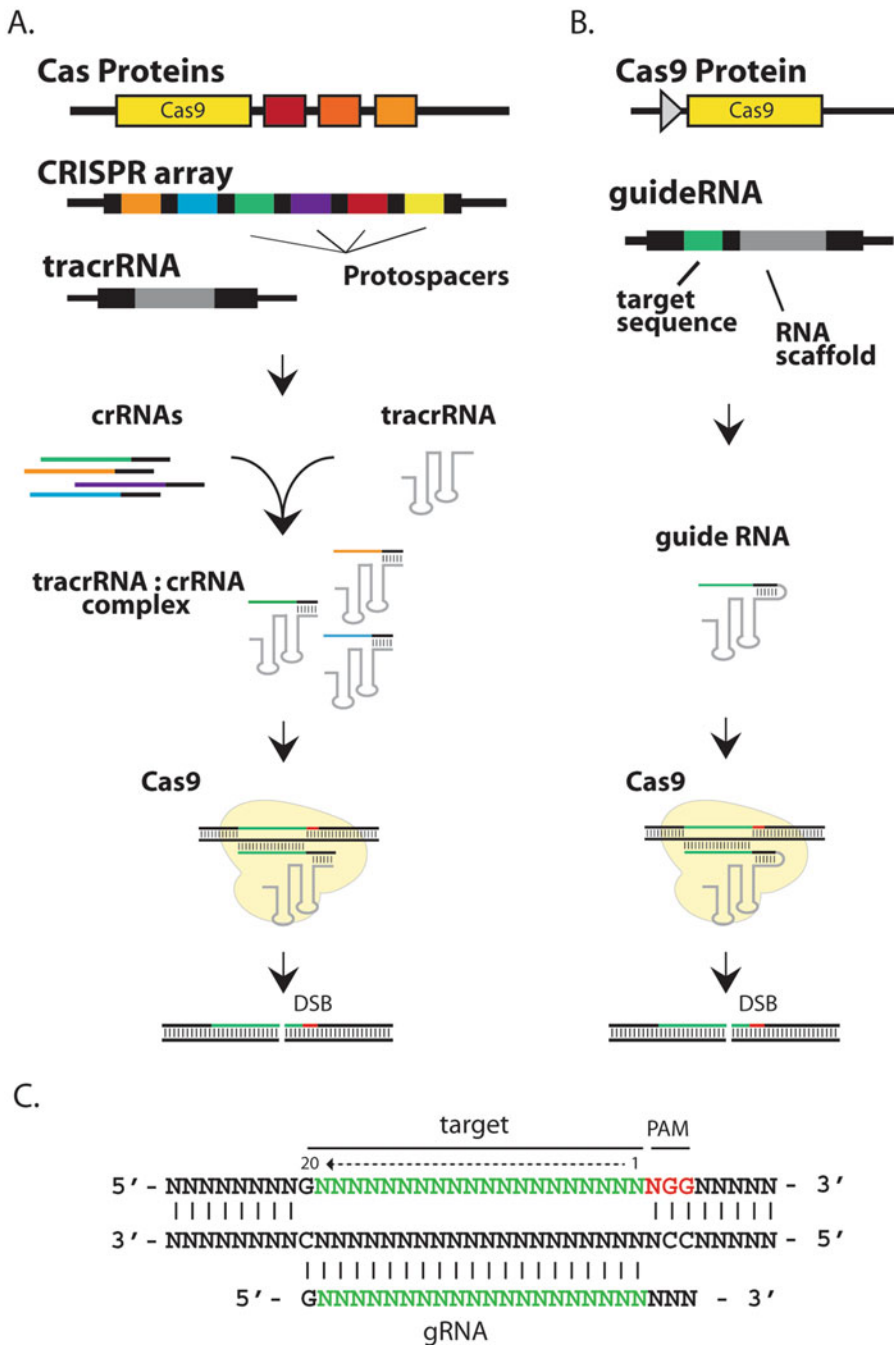 A.
Cas Proteins
Cas9
CRISPR array
Protospacers
tracrRNA
crRNAs
tracrRNA
tracrRNA : crRNA
complex
Cas9
DSB
B.
Cas9 Protein
Cas9
guideRNA
target
sequence
RNA
scaffold
guide RNA
Cas9
DSB
C.
target
PAM
20 1
5′ - NNNNNNNNGNNNNNNNNNNNNNNNNNNNNNGGNNNNN - 3′
3′ - NNNNNNNNCNNNNNNNNNNNNNNNNNNNNNCCNNNNN - 5′
5′ - GNNNNNNNNNNNNNNNNNNNNNNN - 3′
gRNA